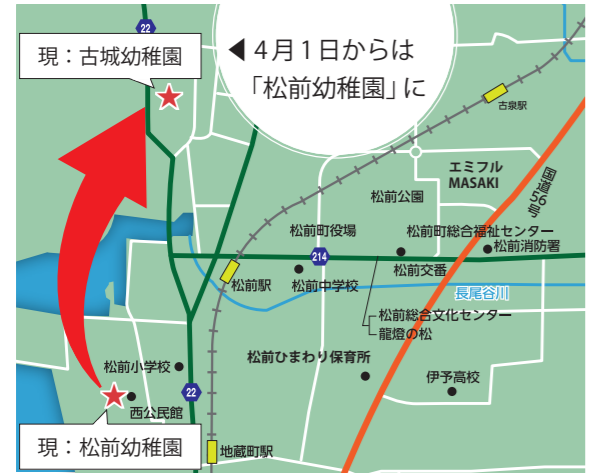 22
現：古城幼稚園
◀4月1日からは
「松前幼稚園」に
古泉駅
エミフル
MASAKI
国道56号
松前公園
松前町役場
松前町総合福祉センター
松前消防署
214
松前交番
松前駅
松前中学校
長尾谷川
松前総合文化センター
龍燈の松
松前ひまわり保育所
松前小学校
伊予高校
22
西公民館
現：松前幼稚園
地蔵町駅